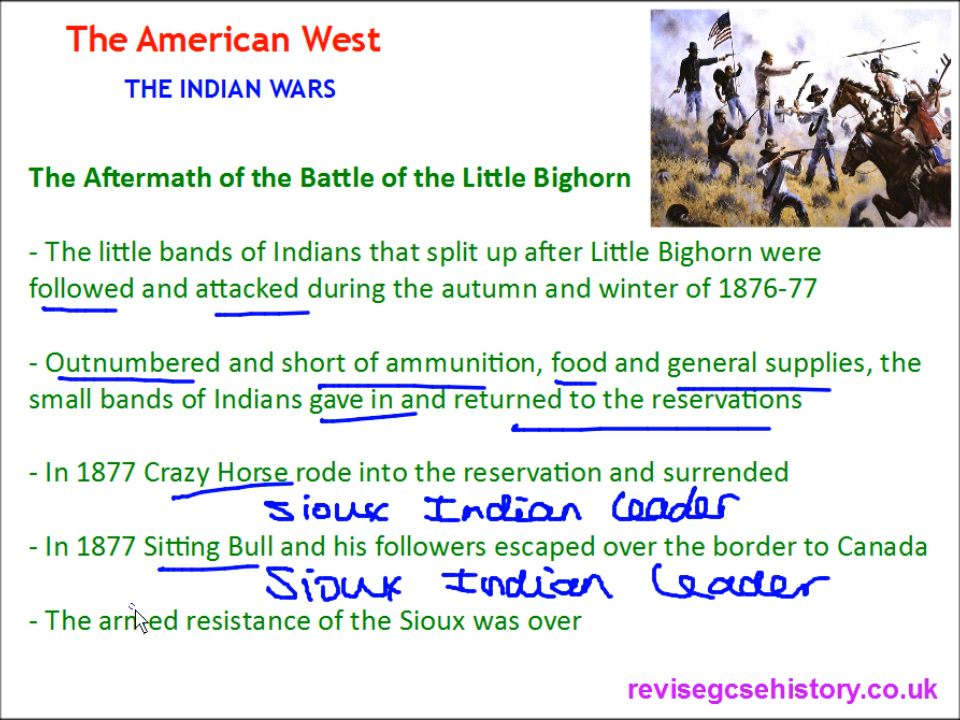 The American West
THE INDIAN WARS
The Aftermath of the Battle of the Little Bighorn
- The little bands of Indians that split up after Little Bighorn were
followed and attacked during the autumn and winter of 1876-77
- Outnumbered and short of ammunition, food and general supplies, the
small bands of Indians gave in and returned to the reservations
- In 1877 Crazy Horse rode into the reservation and surrended
Sioux Indian leader
- In 1877 Sitting Bull and his followers escaped over the border to Canada
Sioux Indian Leader
- The armed resistance of the Sioux was over
revisegcsehistory.co.uk